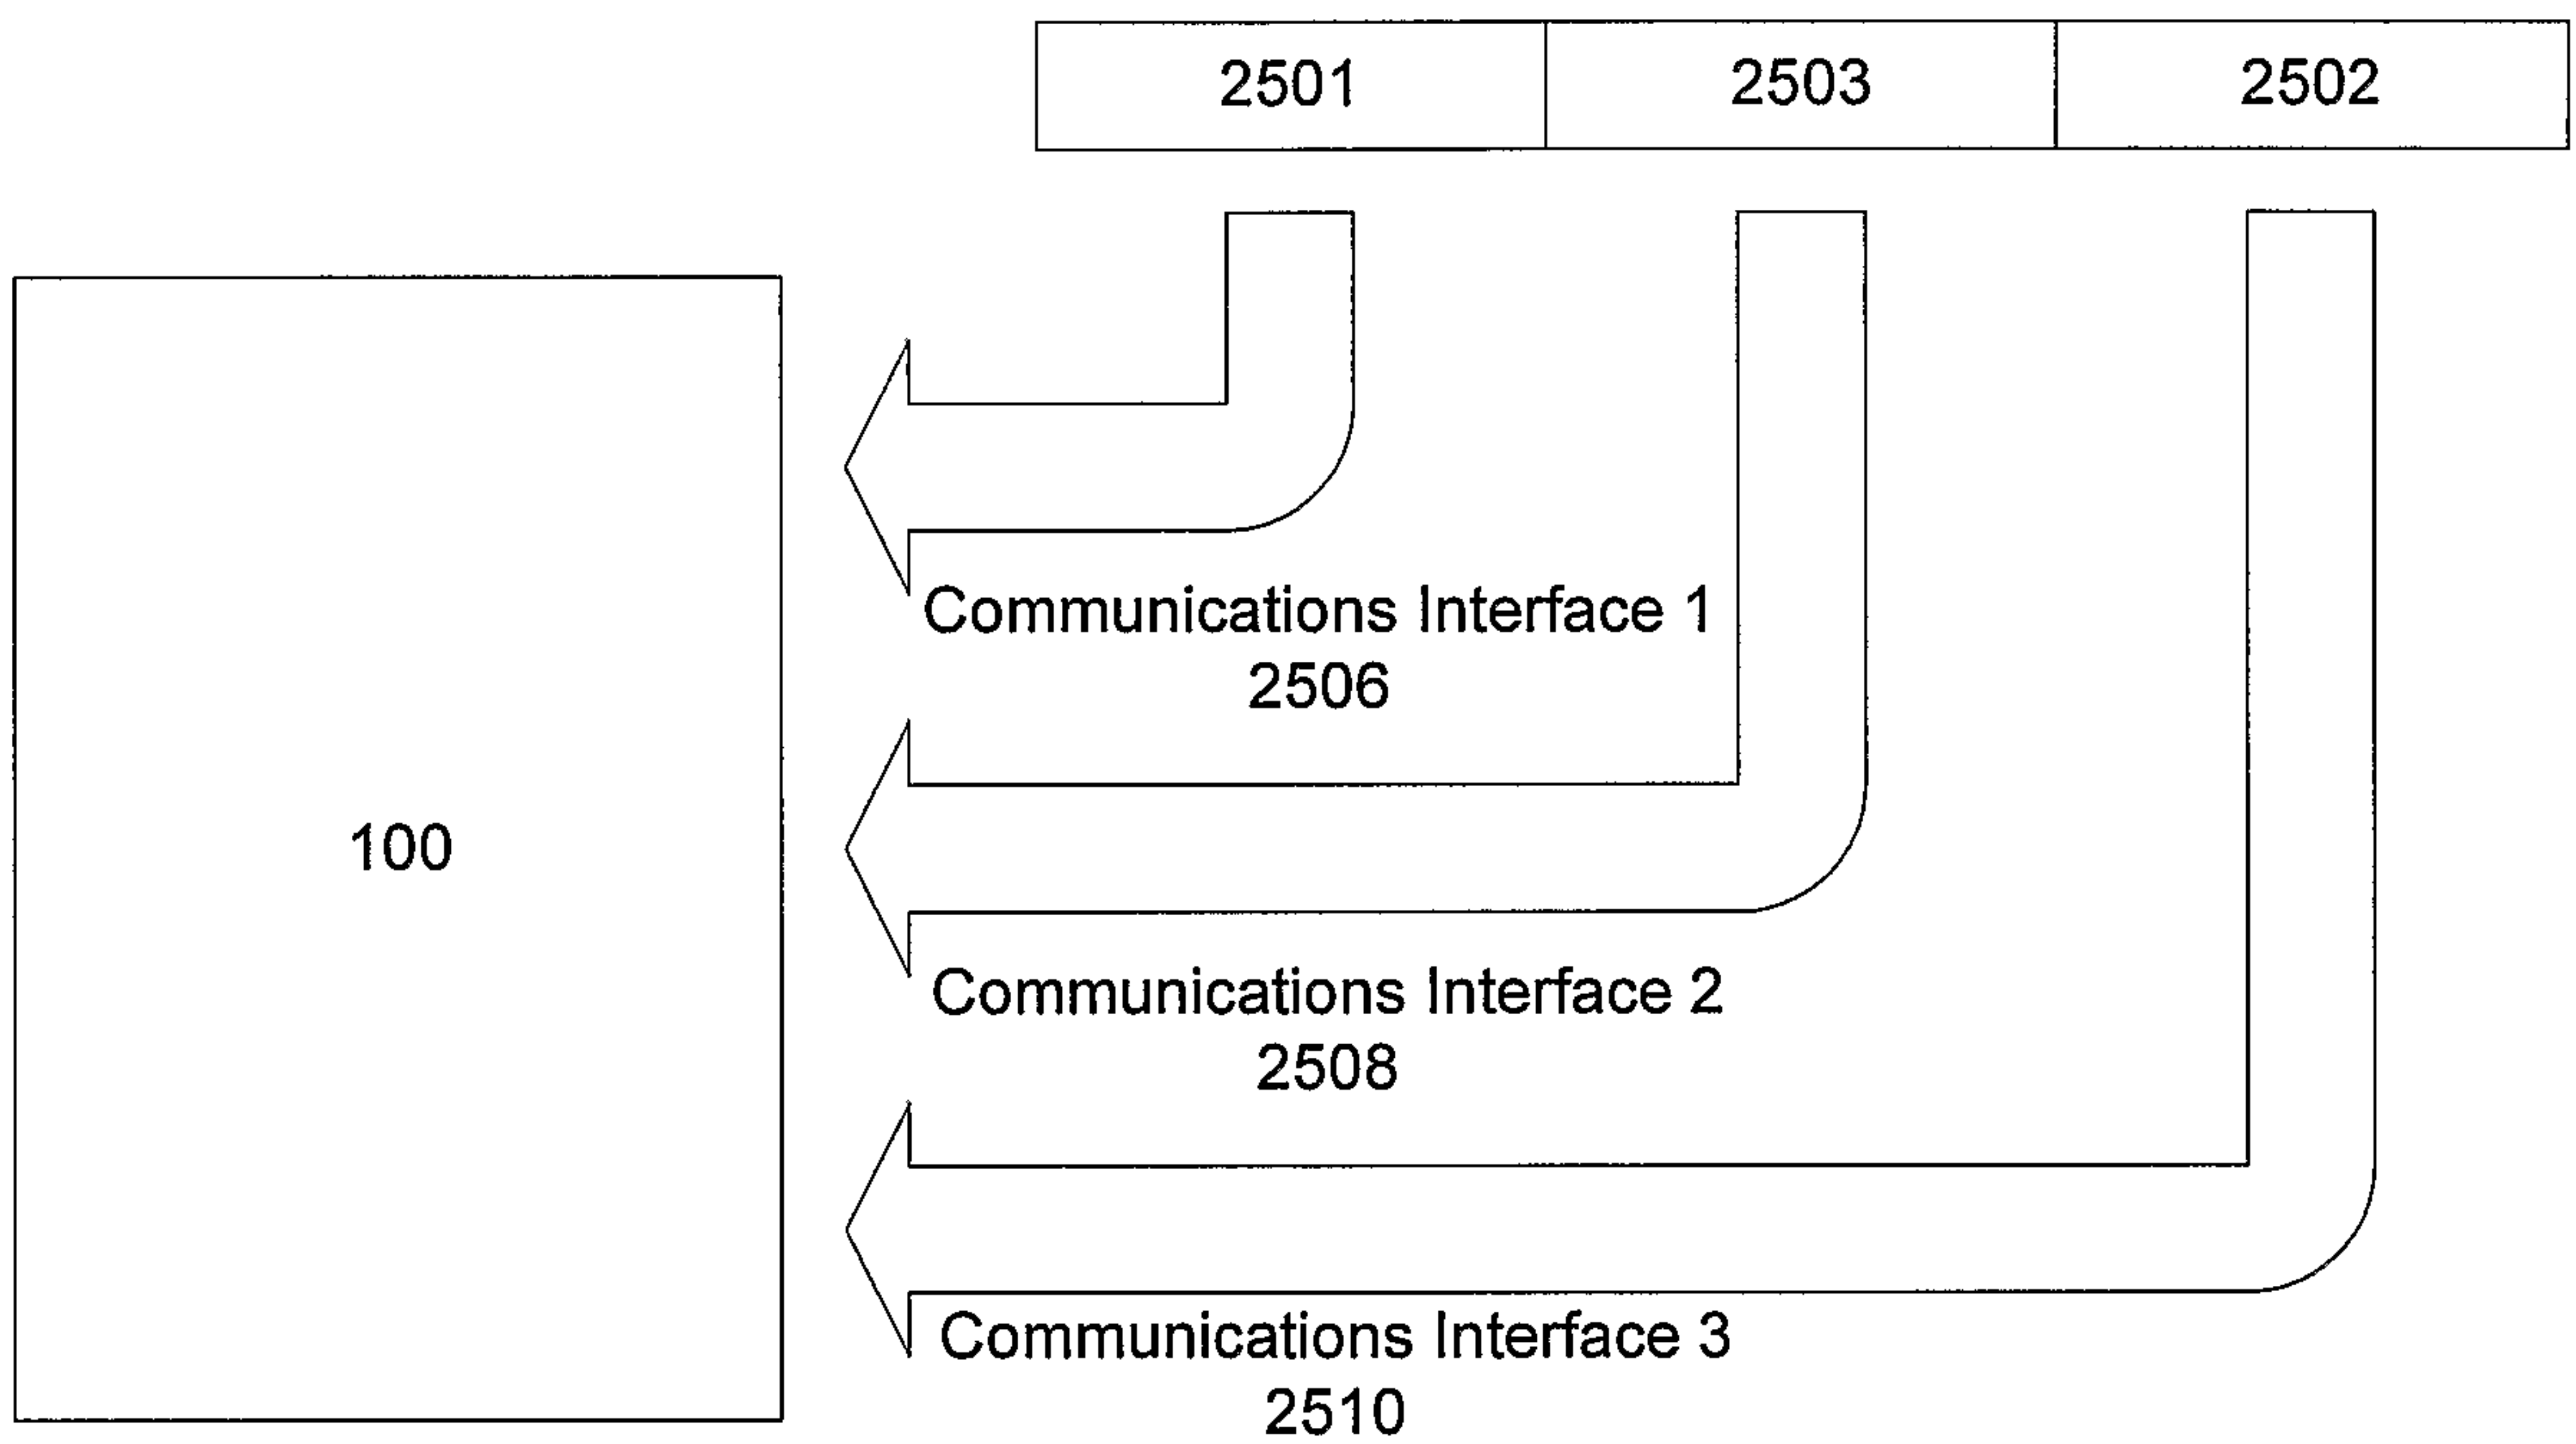 2501 2503 2502
Communications Interface 1
2506
100
Communications Interface 2
2508
Communications Interface 3
2510